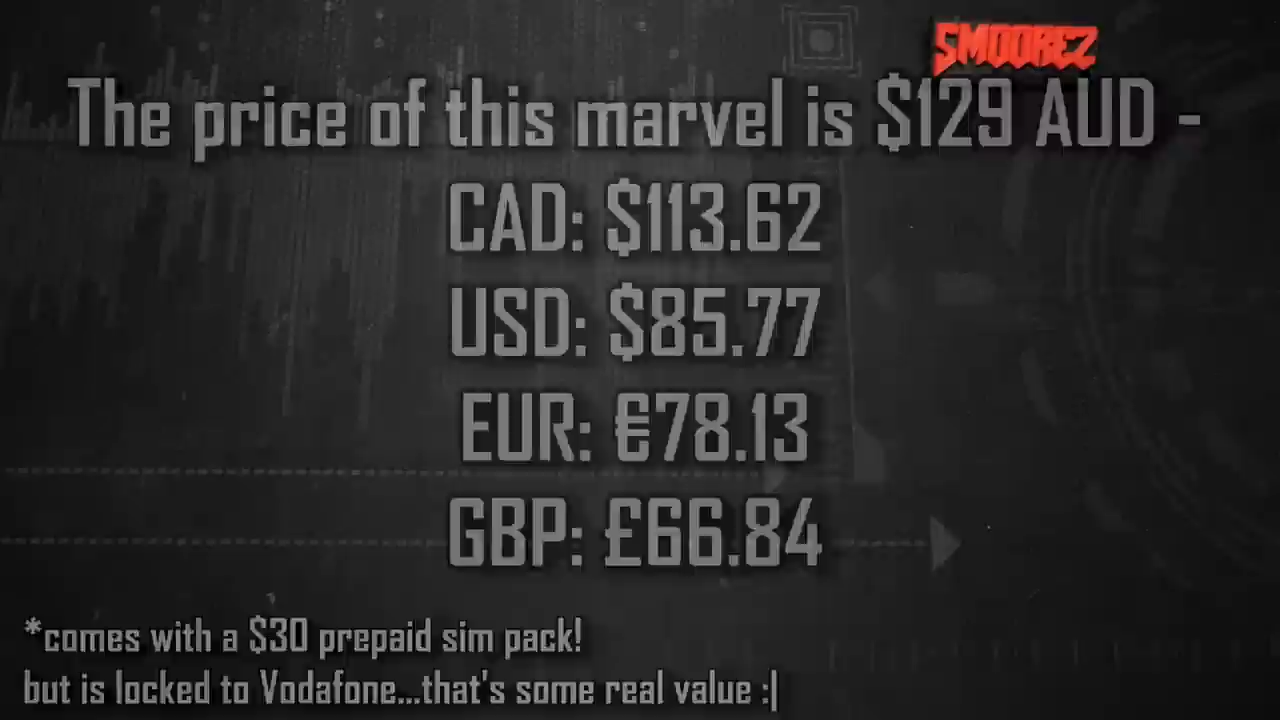 SMOOREZ
The price of this marvel is $129 AUD -
CAD: $113.62
USD: $85.77
EUR: €78.13
GBP: £66.84
*comes with a $30 prepaid sim pack!
but is locked to Vodafone...that's some real value :|